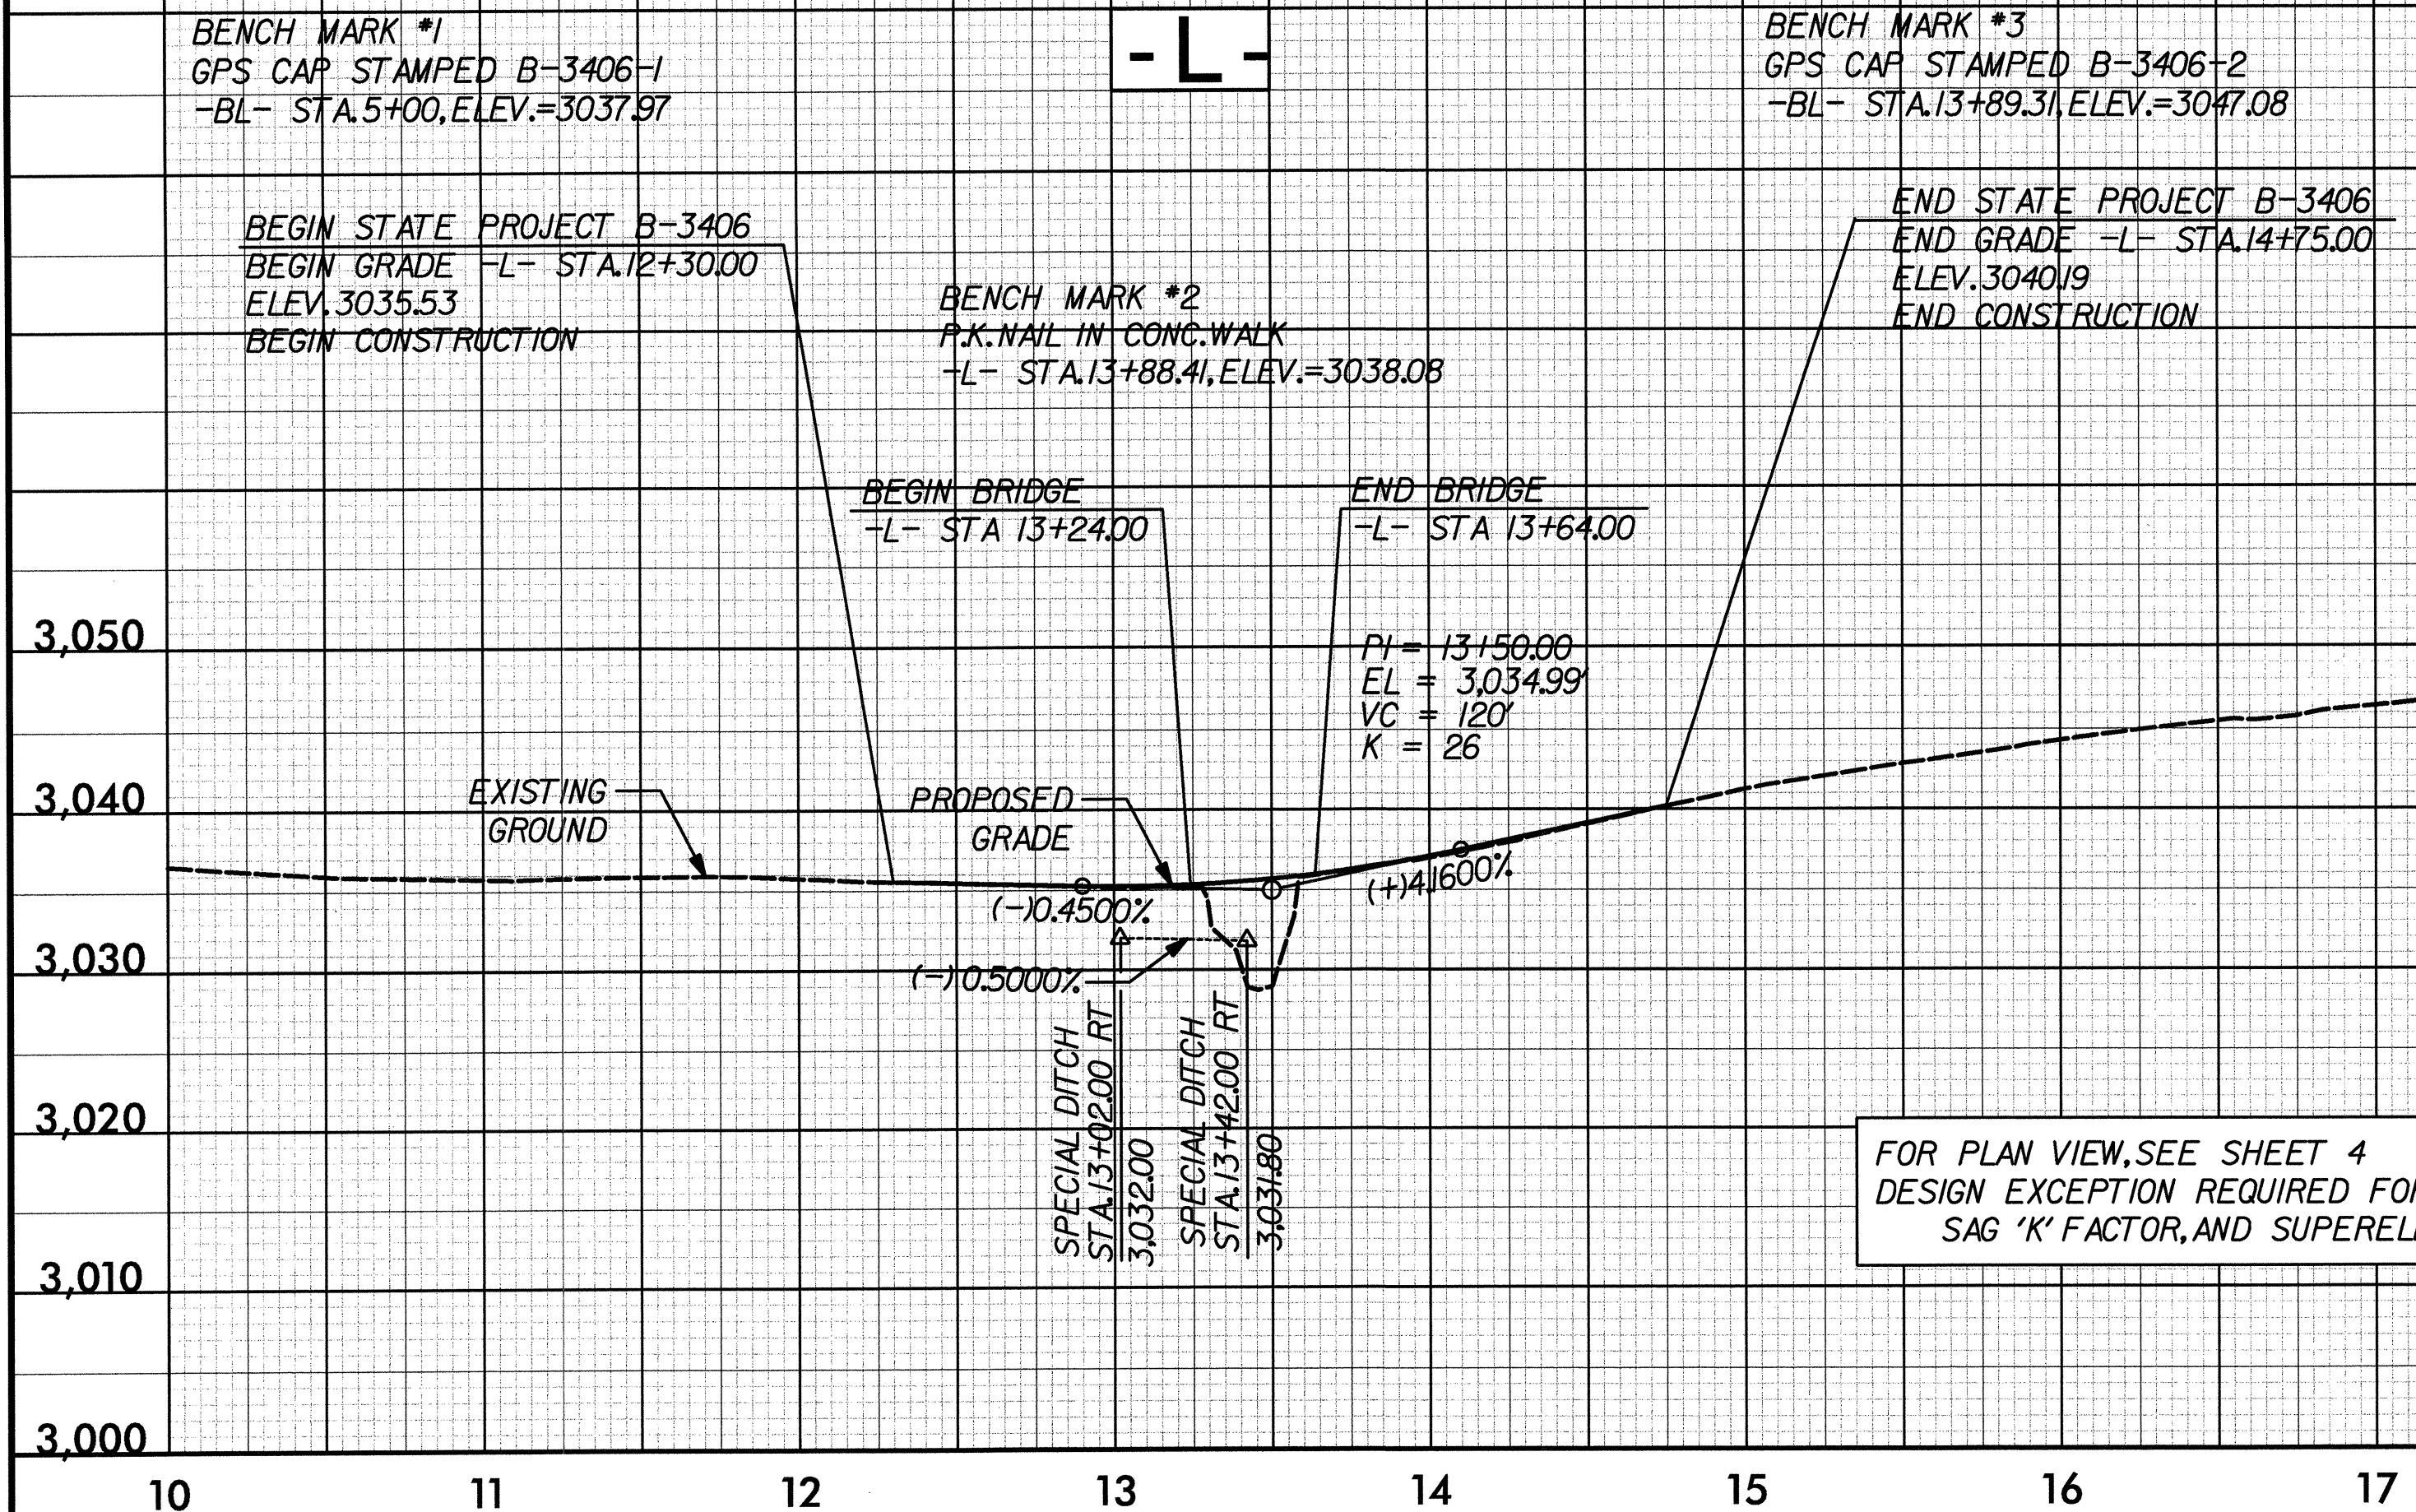 BENCH MARK #1
GPS CAP STAMPED B-3406-1
-BL- STA.5+00,ELEV.=3037.97
-L-
BENCH MARK #3
GPS CAP STAMPED B-3406-2
-BL- STA.13+89.31,ELEV.=3047.08
BEGIN STATE PROJECT B-3406
BEGIN GRADE -L- STA.12+30.00
ELEV.3035.53
BEGIN CONSTRUCTION
BENCH MARK #2
P.K.NAIL IN CONC.WALK
-L- STA.13+88.41,ELEV.=3038.08
END STATE PROJECT B-3406
END GRADE -L- STA.14+75.00
ELEV.3040.19
END CONSTRUCTION
BEGIN BRIDGE
-L- STA 13+24.00
END BRIDGE
-L- STA 13+64.00
PI = 13+50.00
EL = 3,034.99'
VC = 120'
K = 26
EXISTING
GROUND
PROPOSED
GRADE
(-)0.4500%
(+)4.1600%
(-)0.5000%
SPECIAL DITCH
STA.13+02.00 RT
3,032.00
SPECIAL DITCH
STA.13+42.00 RT
3,031.80
FOR PLAN VIEW,SEE SHEET 4
DESIGN EXCEPTION REQUIRED FO
SAG 'K' FACTOR,AND SUPEREL
3,050
3,040
3,030
3,020
3,010
3,000
10 11 12 13 14 15 16 17